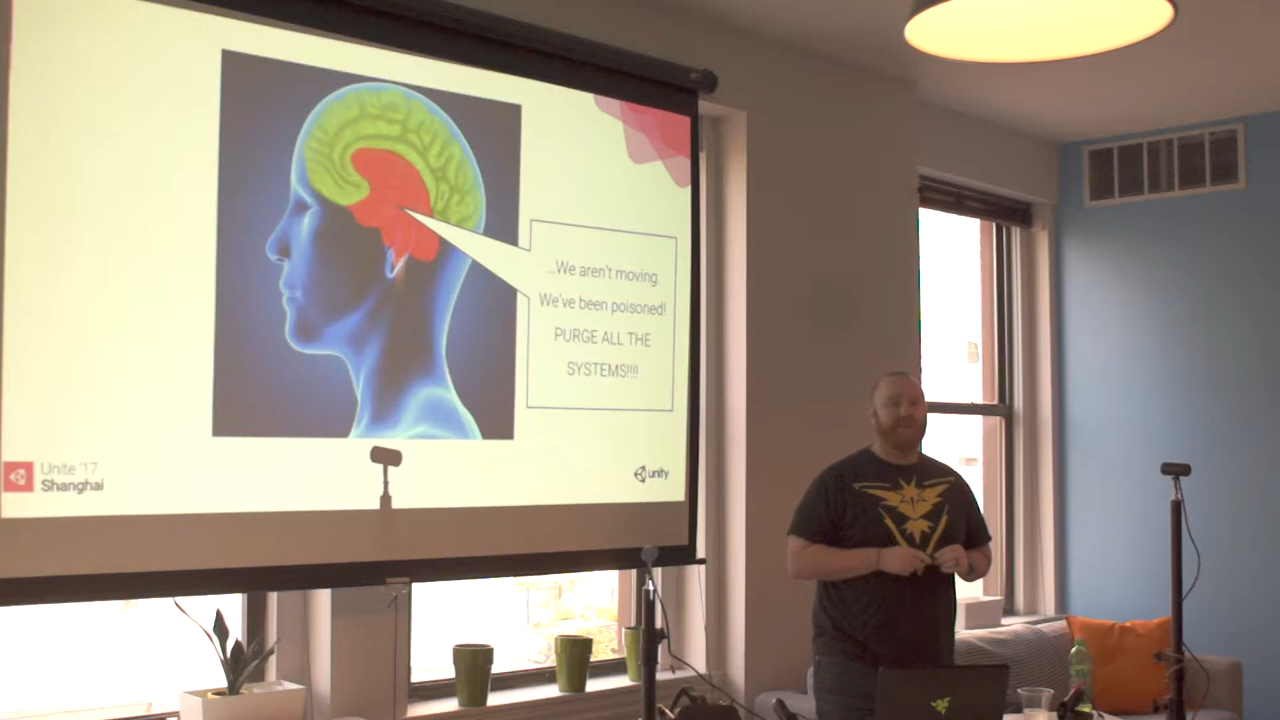 ...We aren't moving.
We've been poisoned!
PURGE ALL THE
SYSTEMS!!!!
Unite '17
Shanghai
unity